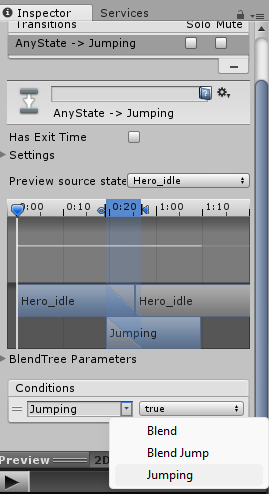 Inspector Services
Transitions Solo Mute
AnyState -> Jumping
AnyState -> Jumping
Has Exit Time
Settings
Preview source state Hero_idle
0:00 0:10 0:20 1:00 1:10
Hero_idle Hero_idle
Jumping
BlendTree Parameters
Conditions
Jumping true
Blend
Blend Jump
Jumping
Preview 2D